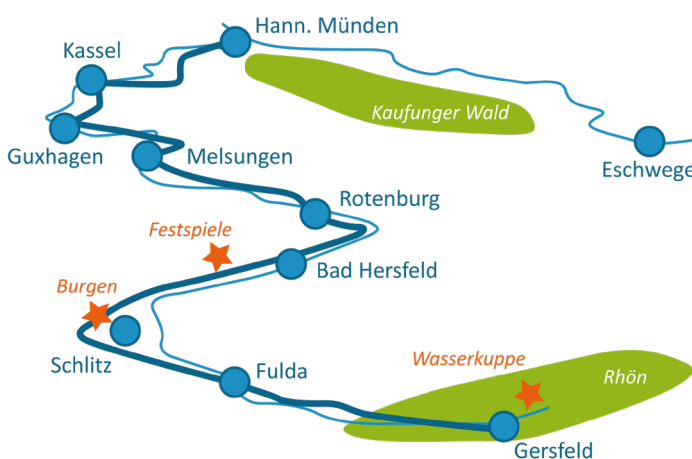 Hann. Münden
Kassel
Kaufunger Wald
Guxhagen
Melsungen
Eschwege
Rotenburg
Festspiele
Bad Hersfeld
Burgen
Schlitz
Fulda
Wasserkuppe
Rhön
Gersfeld